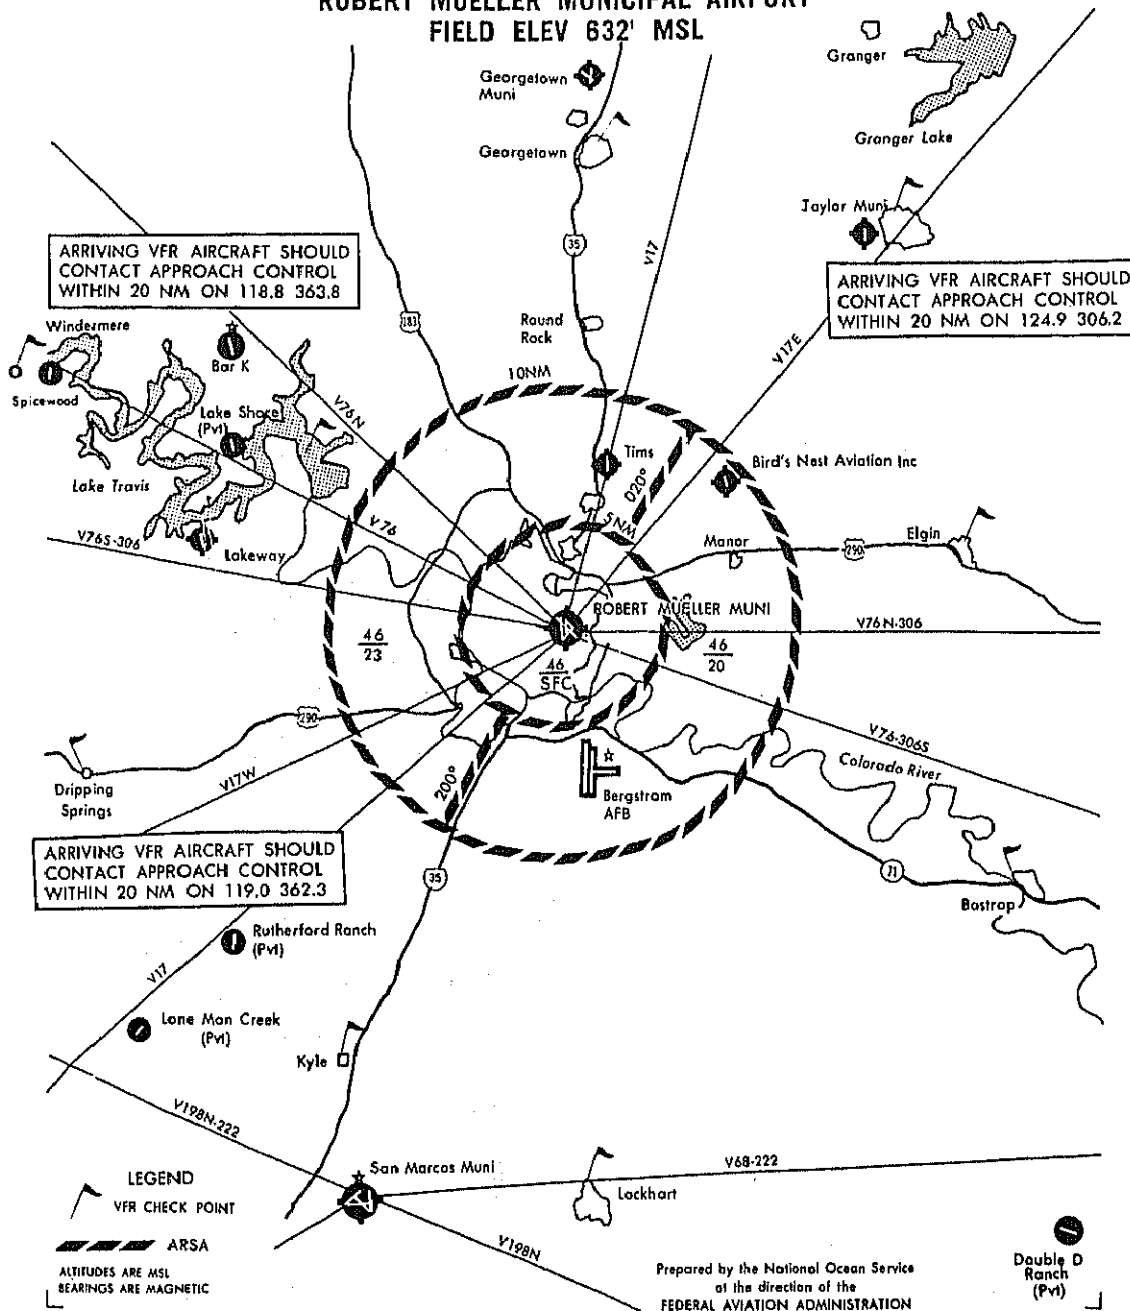 ROBERT MUELLER MUNICIPAL AIRPORT
FIELD ELEV 632' MSL
Granger
Georgetown
Muni
Granger Lake
Georgetown
Taylor Muni
35
V17
ARRIVING VFR AIRCRAFT SHOULD
CONTACT APPROACH CONTROL
WITHIN 20 NM ON 118.8 363.8
ARRIVING VFR AIRCRAFT SHOULD
CONTACT APPROACH CONTROL
WITHIN 20 NM ON 124.9 306.2
183
Round
Rock
V17E
Windermere
Bar K
10NM
Spicewood
V76N
Lake Shore
(Pvt)
Tims
Bird's Nest Aviation Inc
Lake Travis
020°
V76
5NM
V76S-306
Lakeway
Manor
290
Elgin
ROBERT MUELLER MUNI
V76N-306
46
23
46
SFC
46
20
290
V76-306S
Dripping
Springs
V17W
200°
Bergstrom
AFB
Colorado River
ARRIVING VFR AIRCRAFT SHOULD
CONTACT APPROACH CONTROL
WITHIN 20 NM ON 119.0 362.3
35
71
Bastrop
Rutherford Ranch
(Pvt)
V17
Lone Man Creek
(Pvt)
Kyle
V198N-222
San Marcos Muni
V68-222
Lockhart
V198N
LEGEND
VFR CHECK POINT
ARSA
ALTITUDES ARE MSL
BEARINGS ARE MAGNETIC
Prepared by the National Ocean Service
at the direction of the
FEDERAL AVIATION ADMINISTRATION
Double D
Ranch
(Pvt)